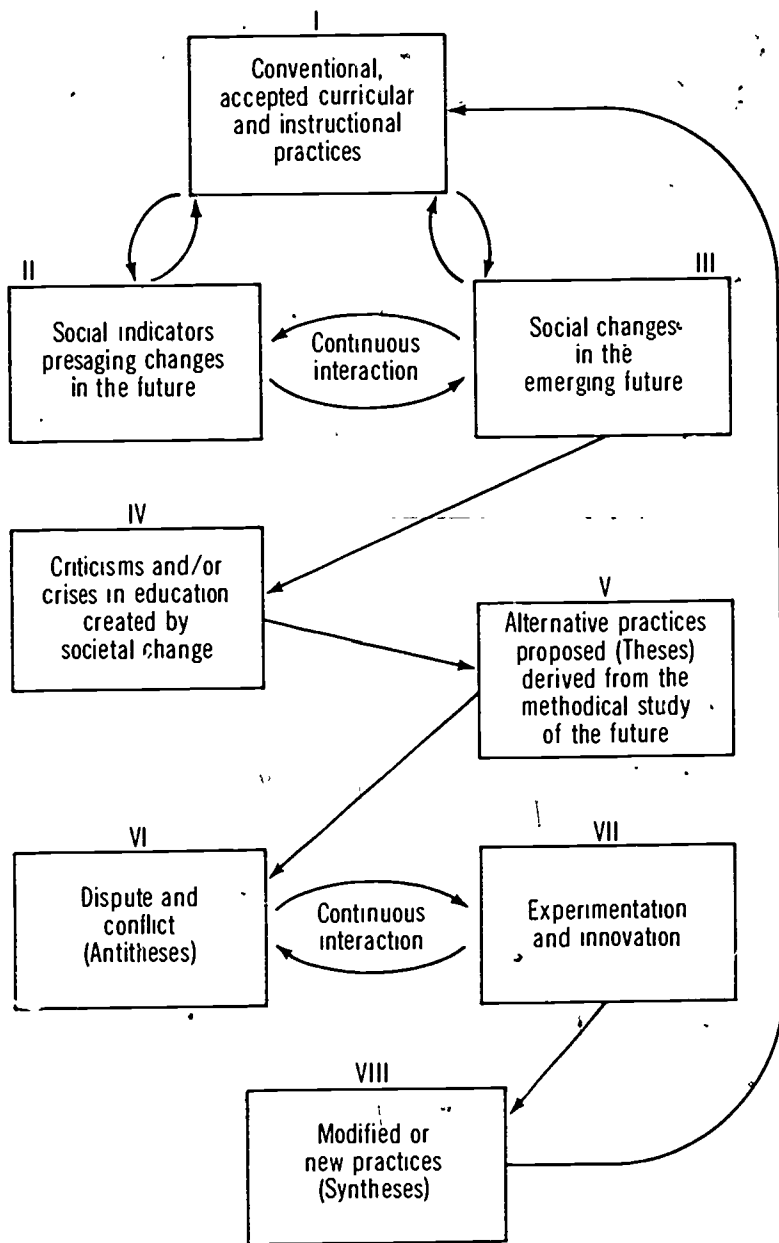 I
Conventional,
accepted curricular
and instructional
practices
II
III
Social indicators
presaging changes
in the future
Continuous
interaction
Social changes
in the
emerging future
IV
Criticisms and/or
crises in education
created by
societal change
V
Alternative practices
proposed (Theses)
derived from the
methodical study
of the future
VI
VII
Dispute and
conflict
(Antitheses)
Continuous
interaction
Experimentation
and innovation
VIII
Modified or
new practices
(Syntheses)